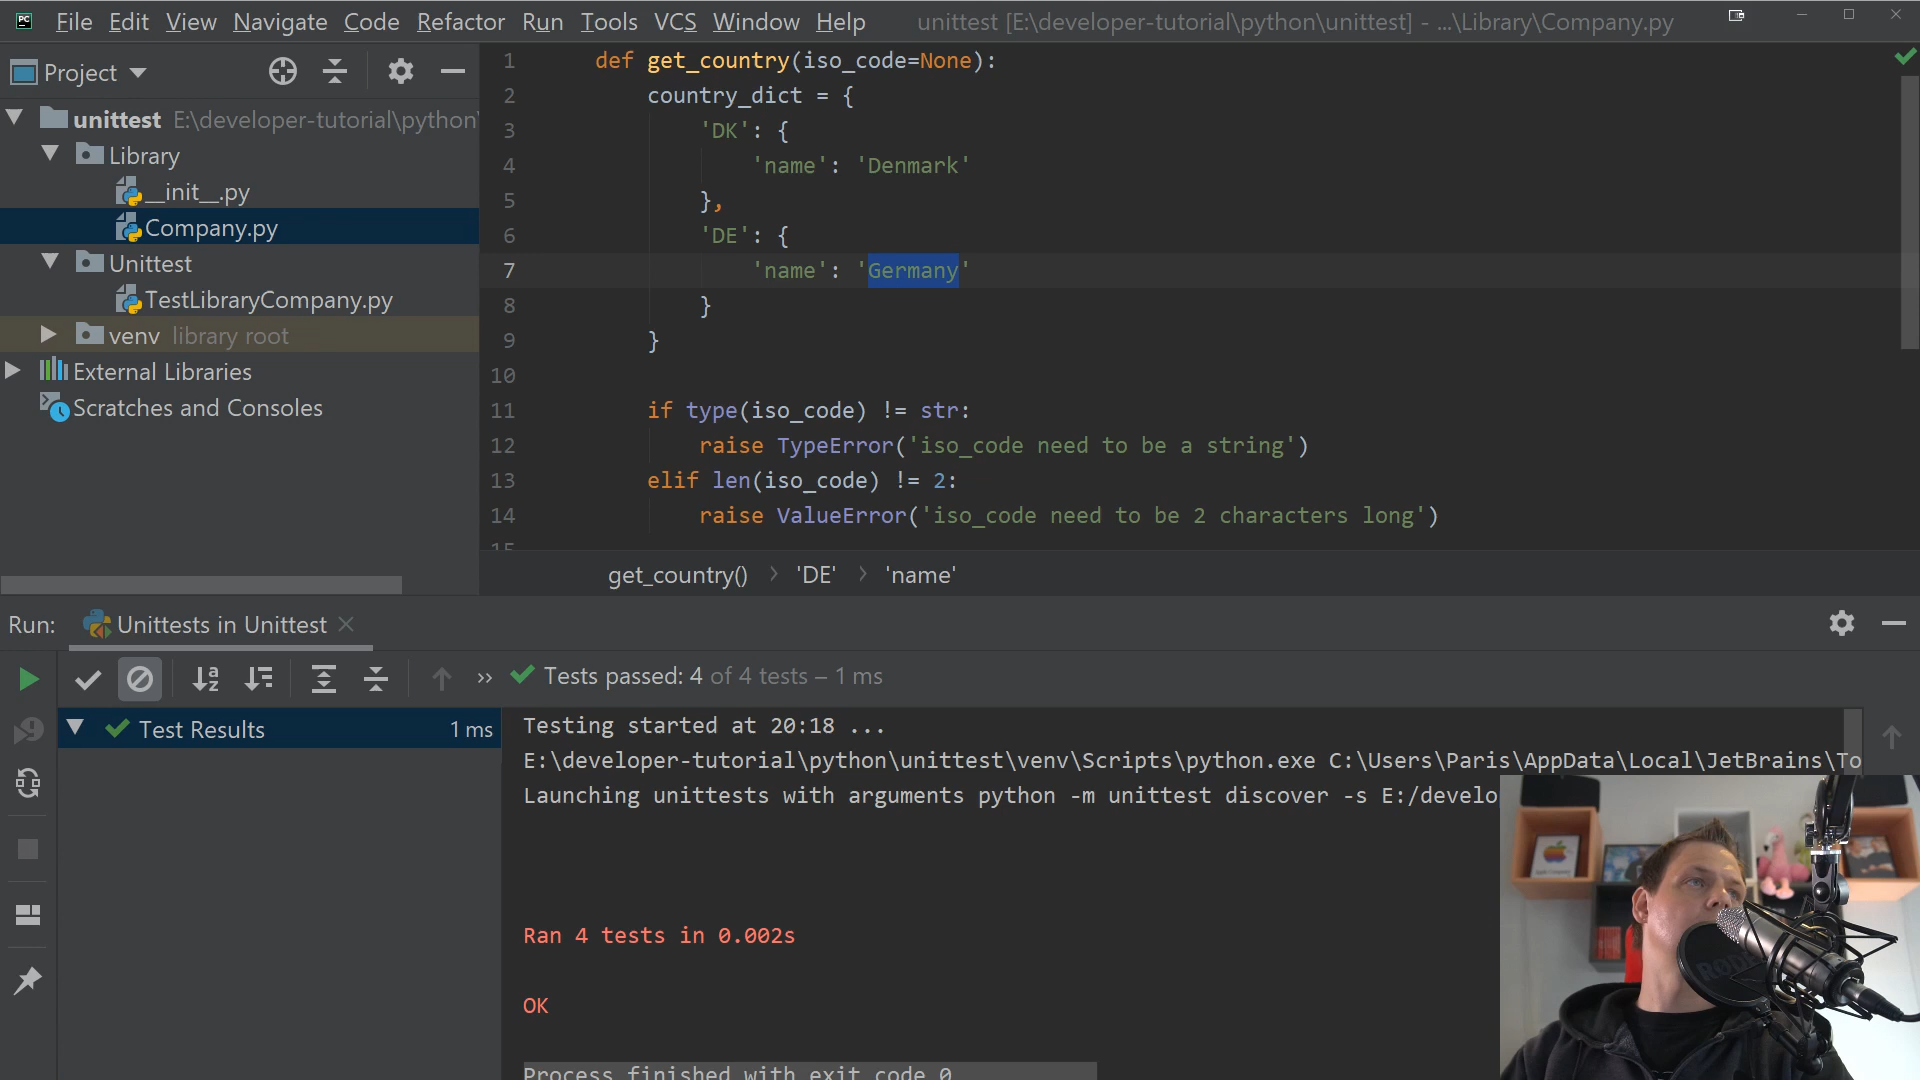 File Edit View Navigate Code Refactor Run Tools VCS Window Help unittest [E:\developer-tutorial\python\unittest] - ...\Library\Company.py
Project
unittest E:\developer-tutorial\python\
Library
__init__.py
Company.py
Unittest
TestLibraryCompany.py
venv library root
External Libraries
Scratches and Consoles
1 def get_country(iso_code=None):
2 country_dict = {
3 'DK': {
4 'name': 'Denmark'
5 },
6 'DE': {
7 'name': 'Germany'
8 }
9 }
10
11 if type(iso_code) != str:
12 raise TypeError('iso_code need to be a string')
13 elif len(iso_code) != 2:
14 raise ValueError('iso_code need to be 2 characters long')
15
get_country() > 'DE' > 'name'
Run: Unittests in Unittest
Tests passed: 4 of 4 tests – 1 ms
Test Results 1 ms
Testing started at 20:18 ...
E:\developer-tutorial\python\unittest\venv\Scripts\python.exe C:\Users\Paris\AppData\Local\JetBrains\To
Launching unittests with arguments python -m unittest discover -s E:/develo
Ran 4 tests in 0.002s
OK
Process finished with exit code 0
RODE